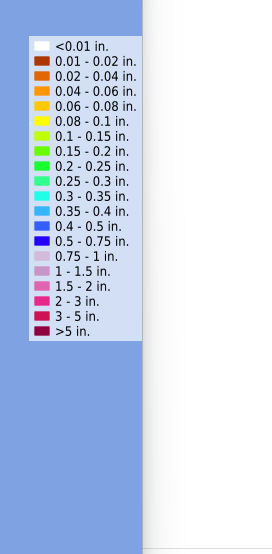 <0.01 in.
0.01 - 0.02 in.
0.02 - 0.04 in.
0.04 - 0.06 in.
0.06 - 0.08 in.
0.08 - 0.1 in.
0.1 - 0.15 in.
0.15 - 0.2 in.
0.2 - 0.25 in.
0.25 - 0.3 in.
0.3 - 0.35 in.
0.35 - 0.4 in.
0.4 - 0.5 in.
0.5 - 0.75 in.
0.75 - 1 in.
1 - 1.5 in.
1.5 - 2 in.
2 - 3 in.
3 - 5 in.
>5 in.